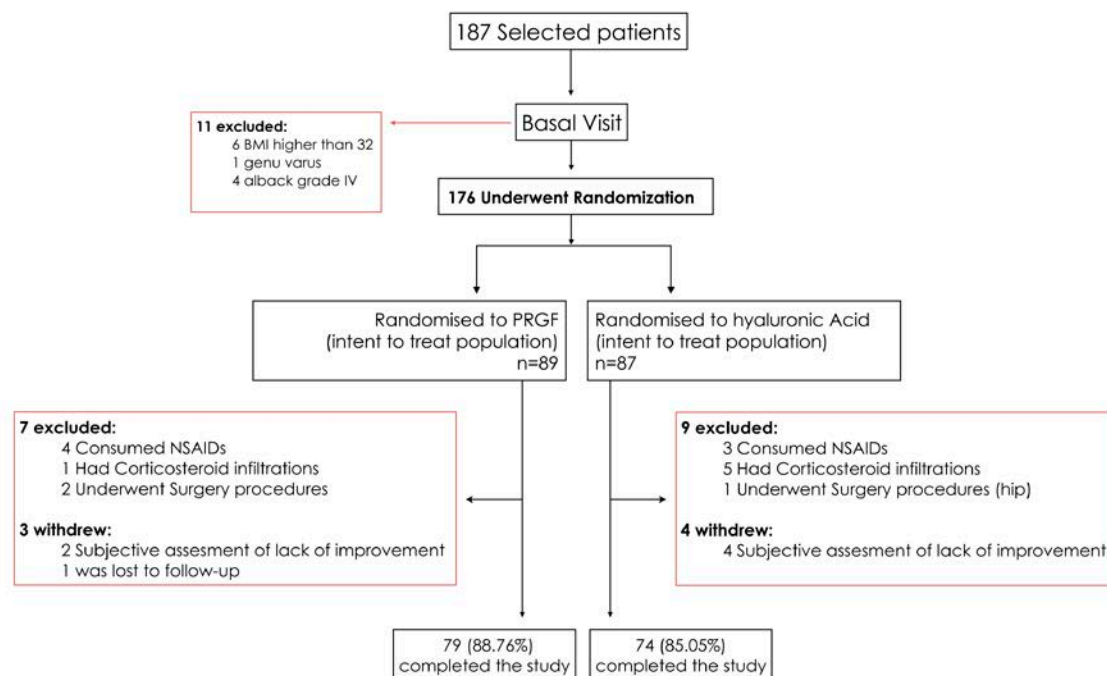 187 Selected patients
Basal Visit
11 excluded:
6 BMI higher than 32
1 genu varus
4 alback grade IV
176 Underwent Randomization
Randomised to PRGF
(intent to treat population)
n=89
Randomised to hyaluronic Acid
(intent to treat population)
n=87
7 excluded:
4 Consumed NSAIDs
1 Had Corticosteroid infiltrations
2 Underwent Surgery procedures
3 withdrew:
2 Subjective assesment of lack of improvement
1 was lost to follow-up
9 excluded:
3 Consumed NSAIDs
5 Had Corticosteroid infiltrations
1 Underwent Surgery procedures (hip)
4 withdrew:
4 Subjective assesment of lack of improvement
79 (88.76%)
completed the study
74 (85.05%)
completed the study